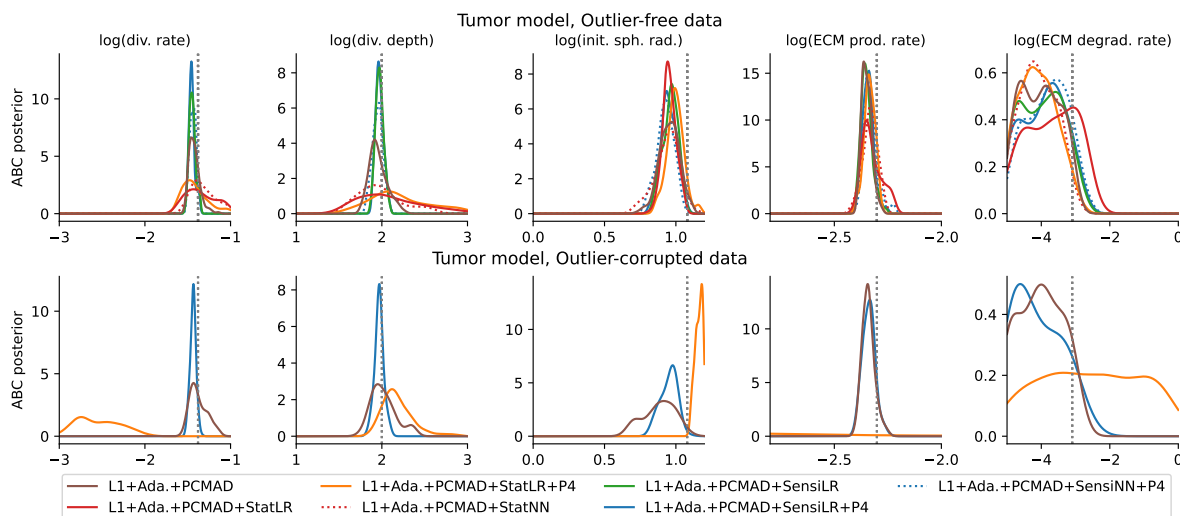 Tumor model, Outlier-free data
log(div. rate) log(div. depth) log(init. sph. rad.) log(ECM prod. rate) log(ECM degrad. rate)
ABC posterior
10
5
0
−3 −2 −1
8
6
4
2
0
1 2 3
8
6
4
2
0
0.0 0.5 1.0
15
10
5
0
−2.5 −2.0
0.6
0.4
0.2
0.0
−4 −2 0
Tumor model, Outlier-corrupted data
ABC posterior
10
5
0
−3 −2 −1
8
6
4
2
0
1 2 3
10
5
0
0.0 0.5 1.0
15
10
5
0
−2.5 −2.0
0.4
0.2
0.0
−4 −2 0
L1+Ada.+PCMAD L1+Ada.+PCMAD+StatLR+P4 L1+Ada.+PCMAD+SensiLR L1+Ada.+PCMAD+SensiNN+P4
L1+Ada.+PCMAD+StatLR L1+Ada.+PCMAD+StatNN L1+Ada.+PCMAD+SensiLR+P4